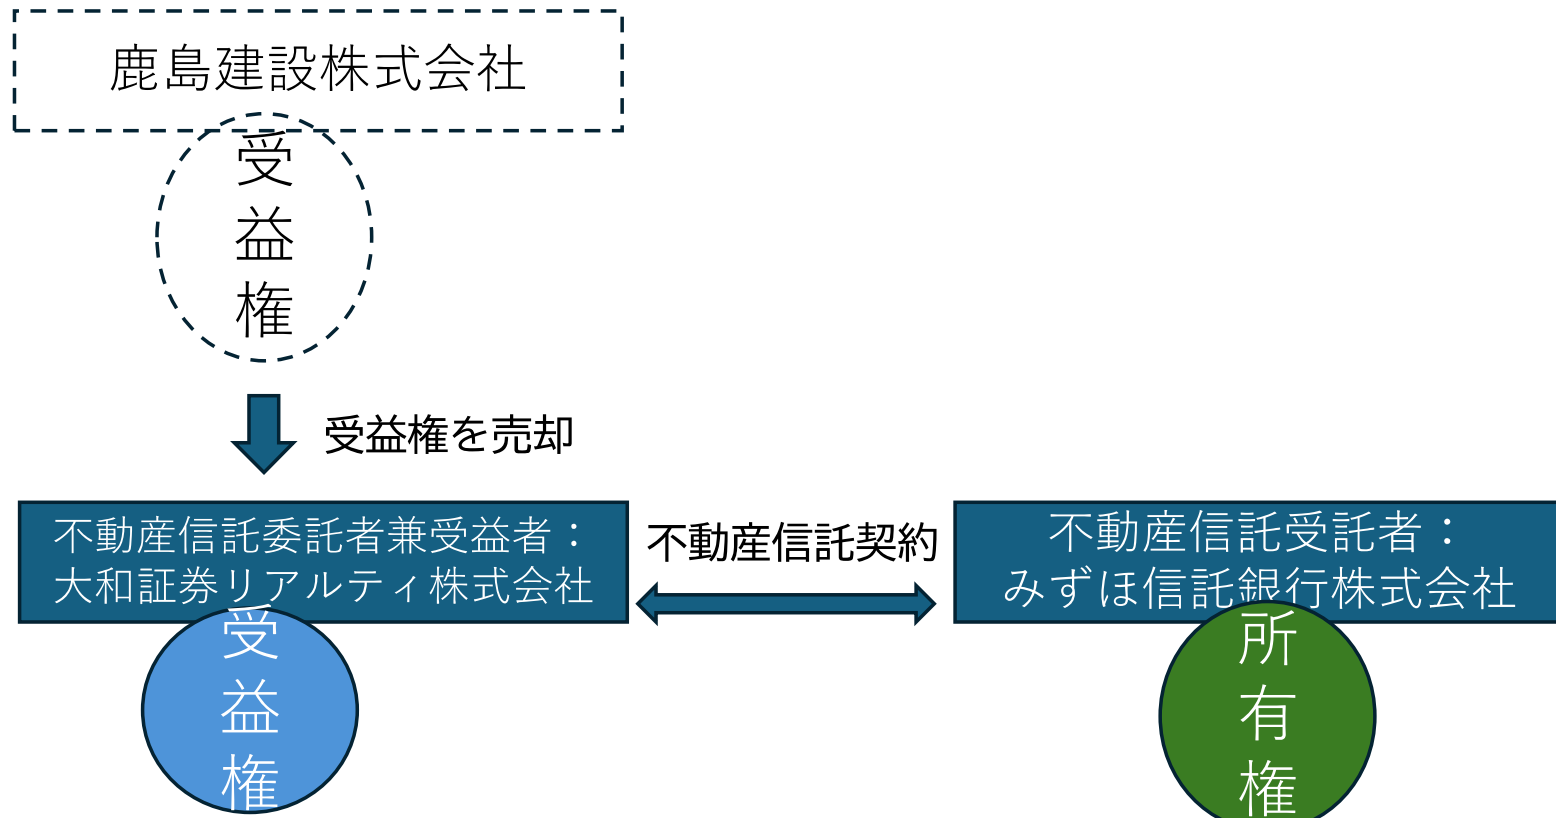 鹿島建設株式会社
受
益
権
受益権を売却
不動産信託委託者兼受益者：
大和証券リアルティ株式会社
受
益
権
不動産信託契約
不動産信託受託者：
みずほ信託銀行株式会社
所
有
権